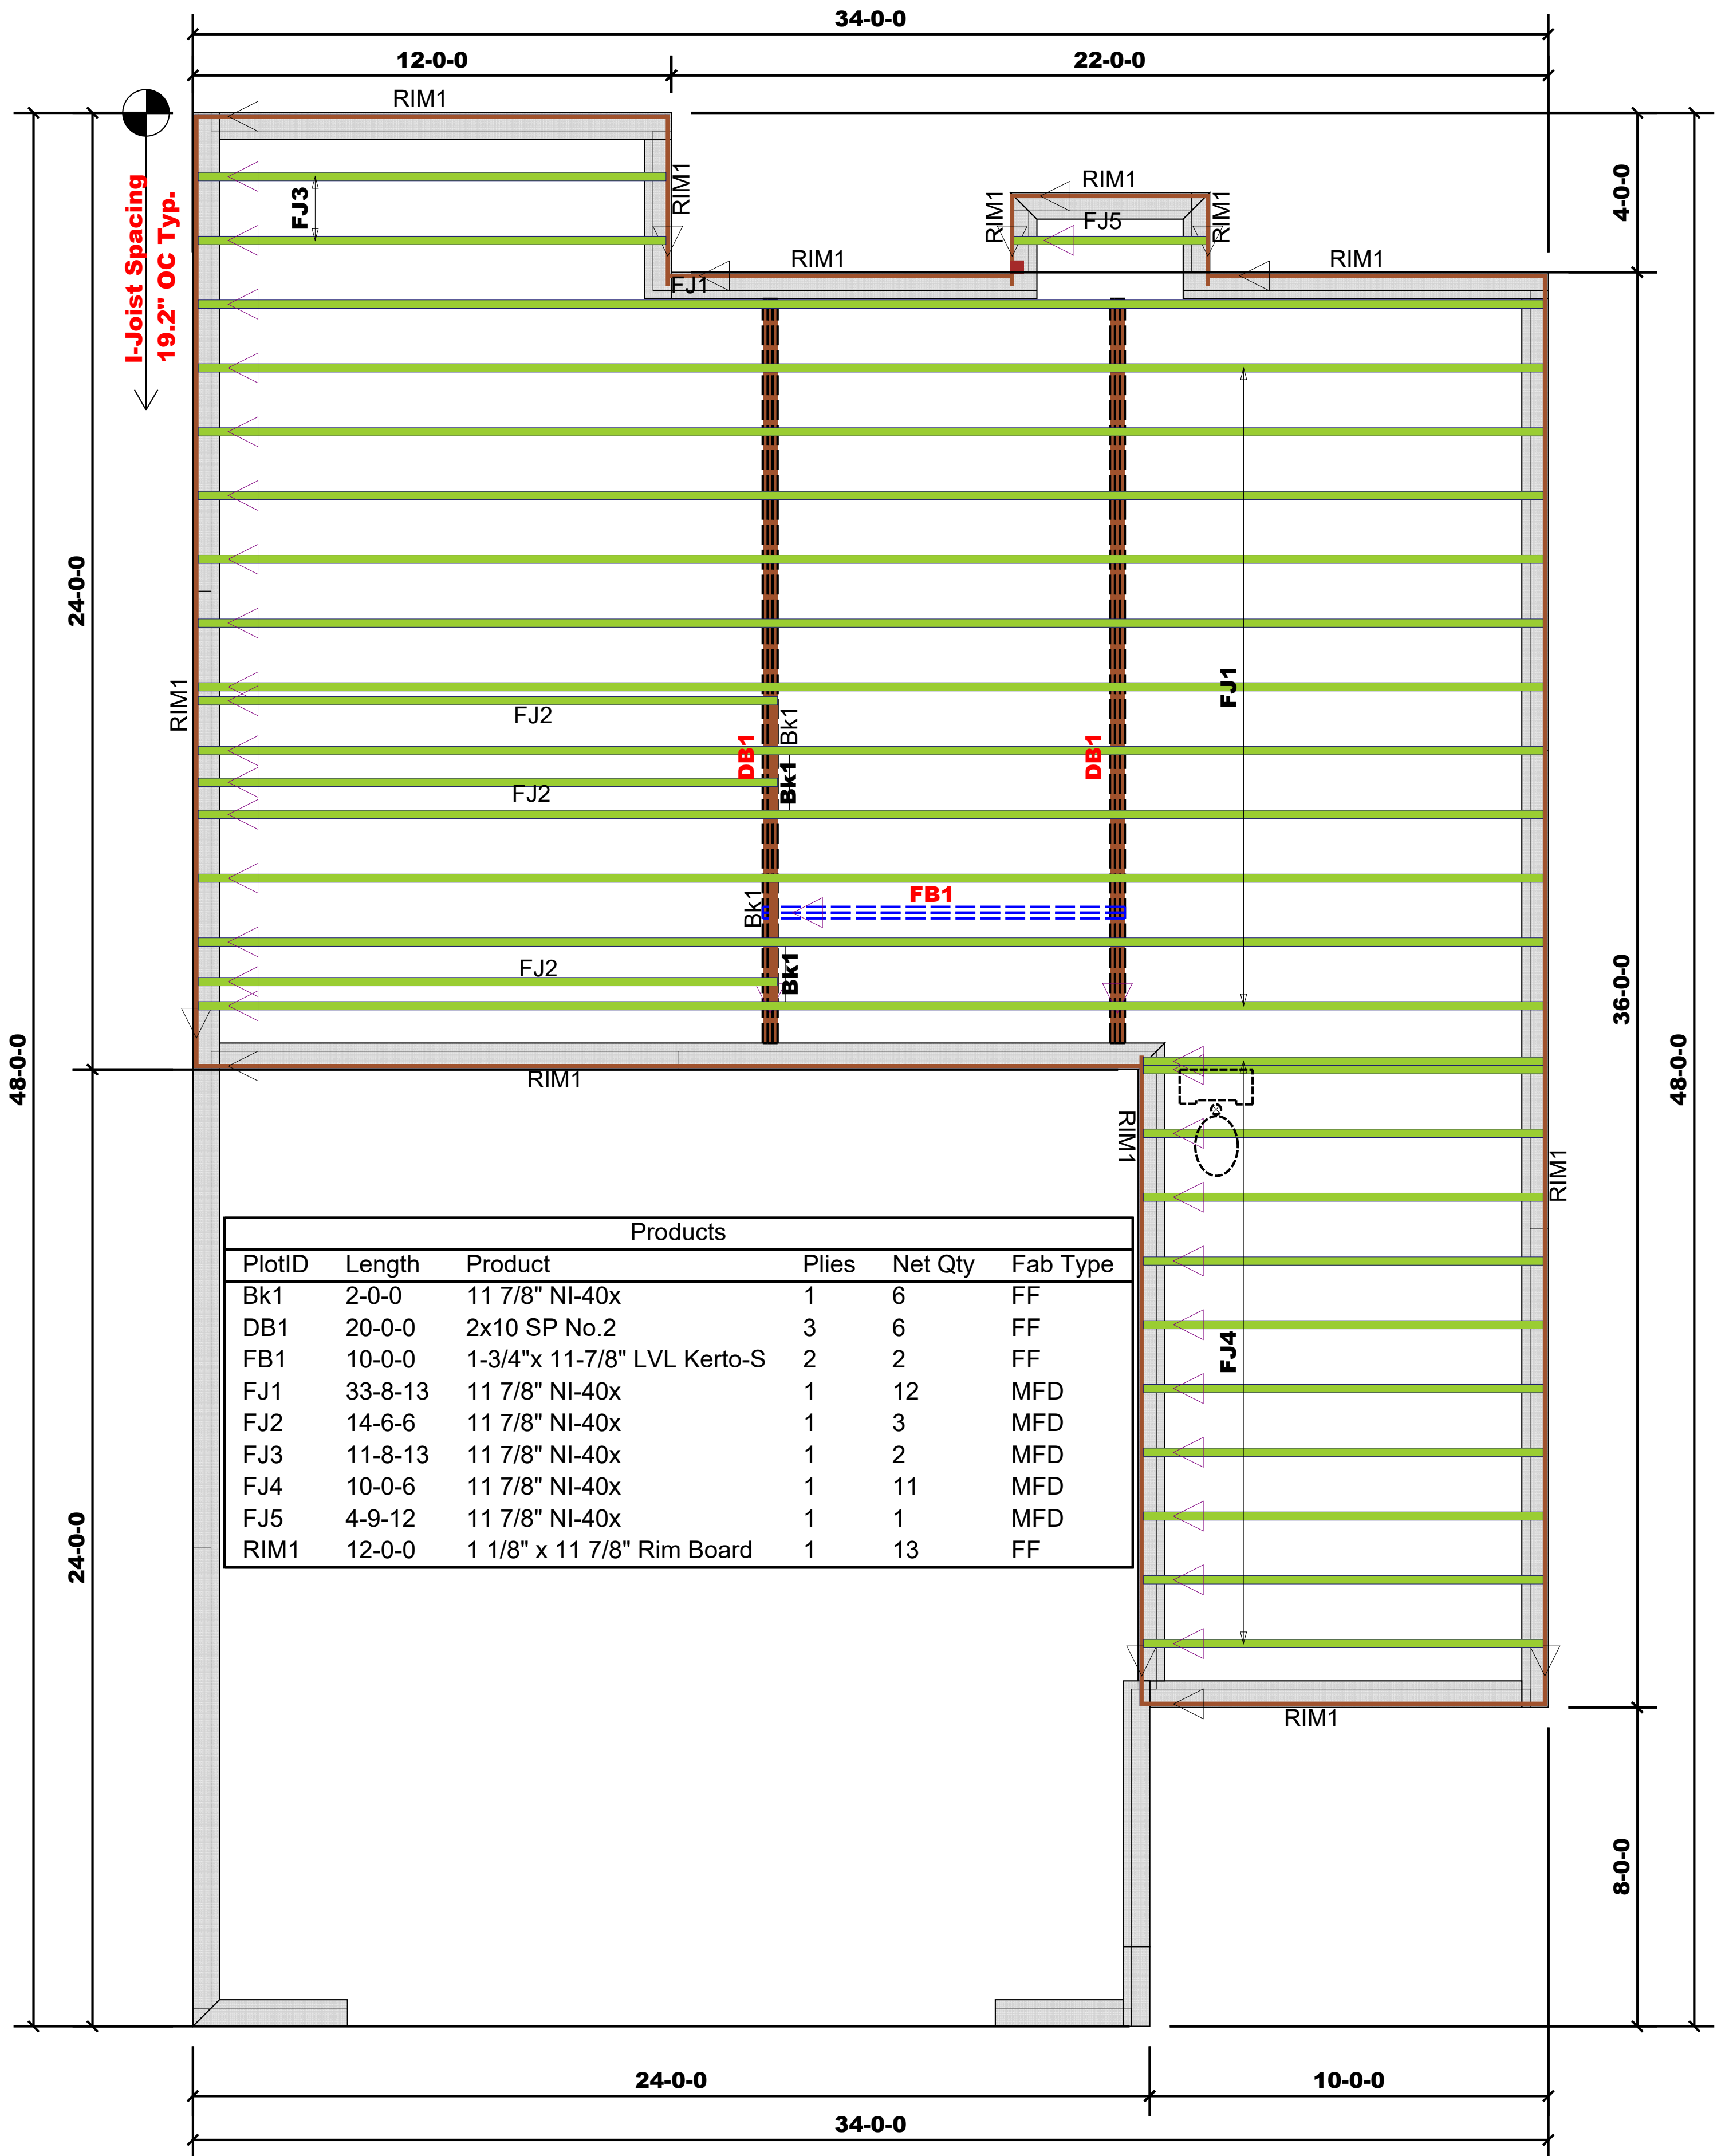 34-0-0
12-0-0
22-0-0
RIM1
I-Joist Spacing
19.2" OC Typ.
FJ3
RIM1
RIM1
RIM1
FJ5
RIM1
4-0-0
RIM1
RIM1
FJ1
24-0-0
FJ1
RIM1
FJ2
Bk1
DB1
DB1
FJ2
Bk1
FB1
Bk1
FJ2
Bk1
36-0-0
48-0-0
48-0-0
RIM1
RIM1
RIM1
Products
PlotID Length Product Plies Net Qty Fab Type
Bk1 2-0-0 11 7/8" NI-40x 1 6 FF
DB1 20-0-0 2x10 SP No.2 3 6 FF
FB1 10-0-0 1-3/4"x 11-7/8" LVL Kerto-S 2 2 FF
FJ1 33-8-13 11 7/8" NI-40x 1 12 MFD
FJ2 14-6-6 11 7/8" NI-40x 1 3 MFD
FJ3 11-8-13 11 7/8" NI-40x 1 2 MFD
FJ4 10-0-6 11 7/8" NI-40x 1 11 MFD
FJ5 4-9-12 11 7/8" NI-40x 1 1 MFD
RIM1 12-0-0 1 1/8" x 11 7/8" Rim Board 1 13 FF
FJ4
24-0-0
RIM1
8-0-0
24-0-0
10-0-0
34-0-0